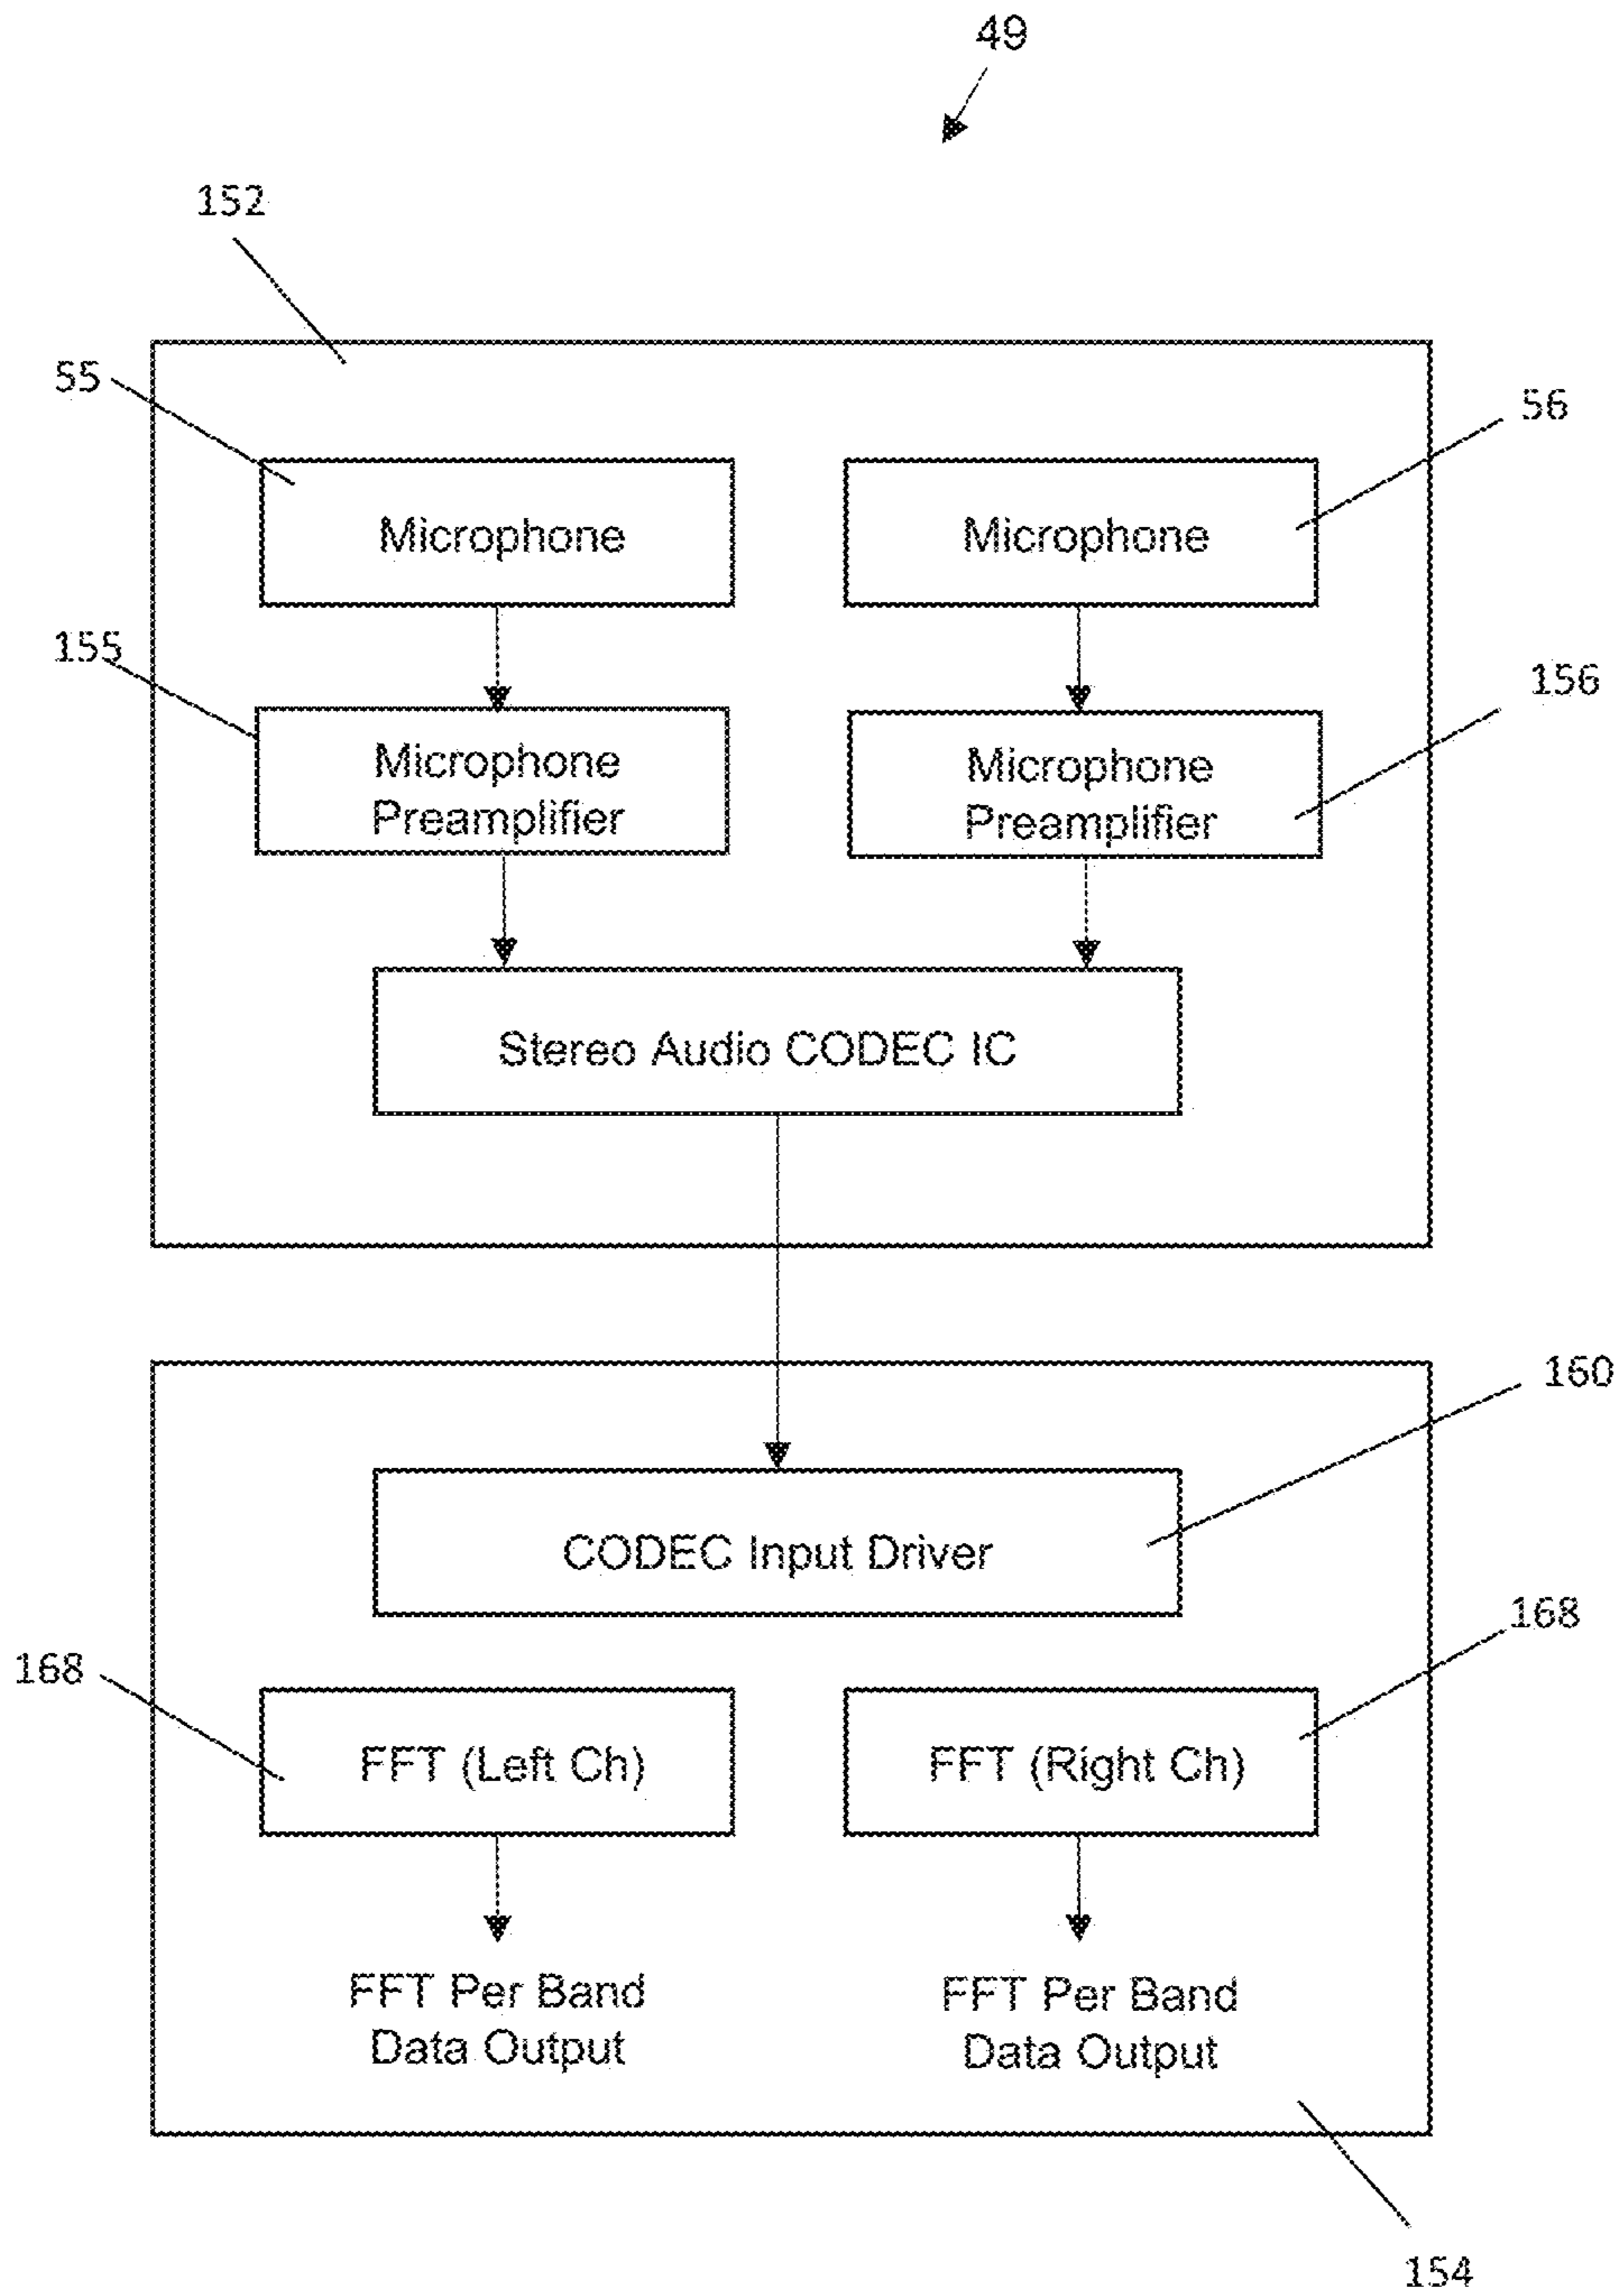 49
152
55
56
Microphone
Microphone
155
156
Microphone
Preamplifier
Microphone
Preamplifier
Stereo Audio CODEC IC
160
CODEC Input Driver
168
168
FFT (Left Ch)
FFT (Right Ch)
FFT Per Band
Data Output
FFT Per Band
Data Output
154